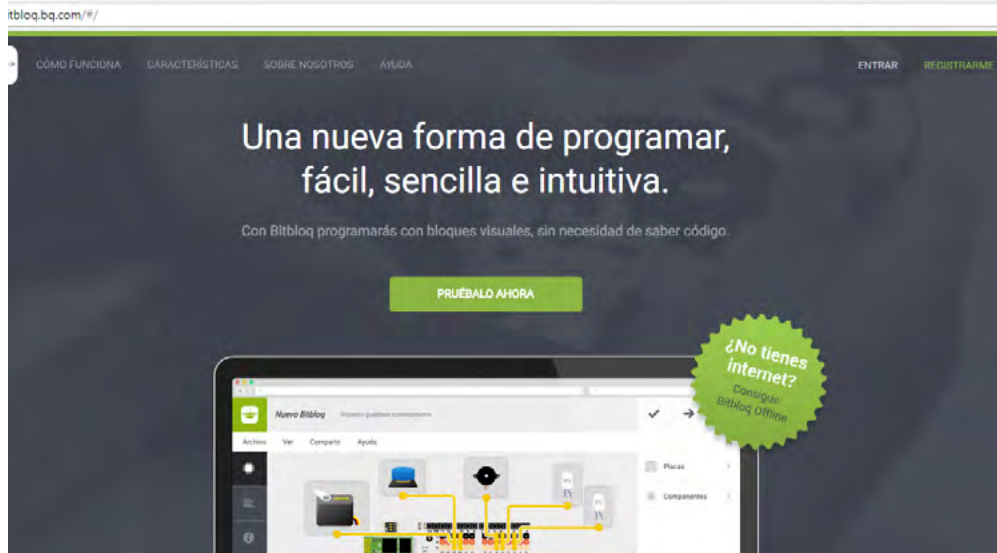 itbloq.bq.com/#/
CÓMO FUNCIONA CARACTERÍSTICAS SOBRE NOSOTROS AYUDA ENTRAR REGISTRARME
Una nueva forma de programar,
fácil, sencilla e intuitiva.
Con Bitbloq programarás con bloques visuales, sin necesidad de saber código.
PRUÉBALO AHORA
¿No tienes
internet?
Consigue
Bitbloq Offline
Nuevo Bitbloq
Archivo Ver Compartir Ayuda
Placas
Componentes